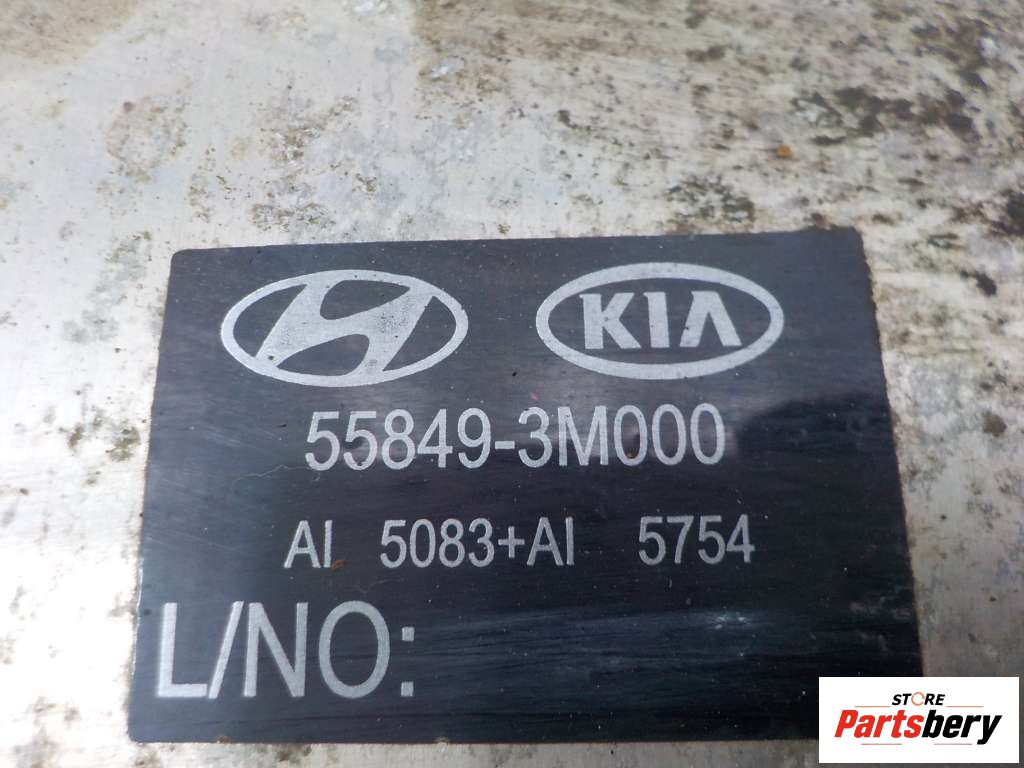 KIA
55849-3M000
Al 5083+Al 5754
L/NO:
STORE
Partsbery